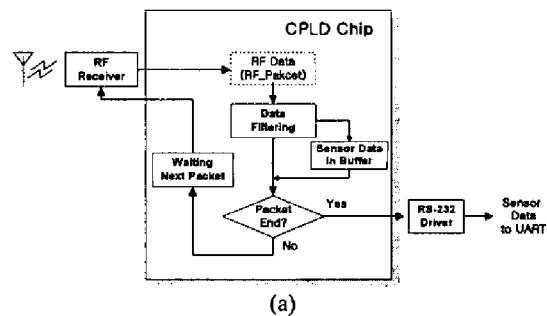 CPLD Chip
RF
Receiver
RF Data
(RF_Pakcet)
Data
Filtering
Sensor Data
In Buffer
Waiting
Next Packet
Packet
End?
Yes
No
RS-232
Driver
Sensor
Data
to UART
(a)